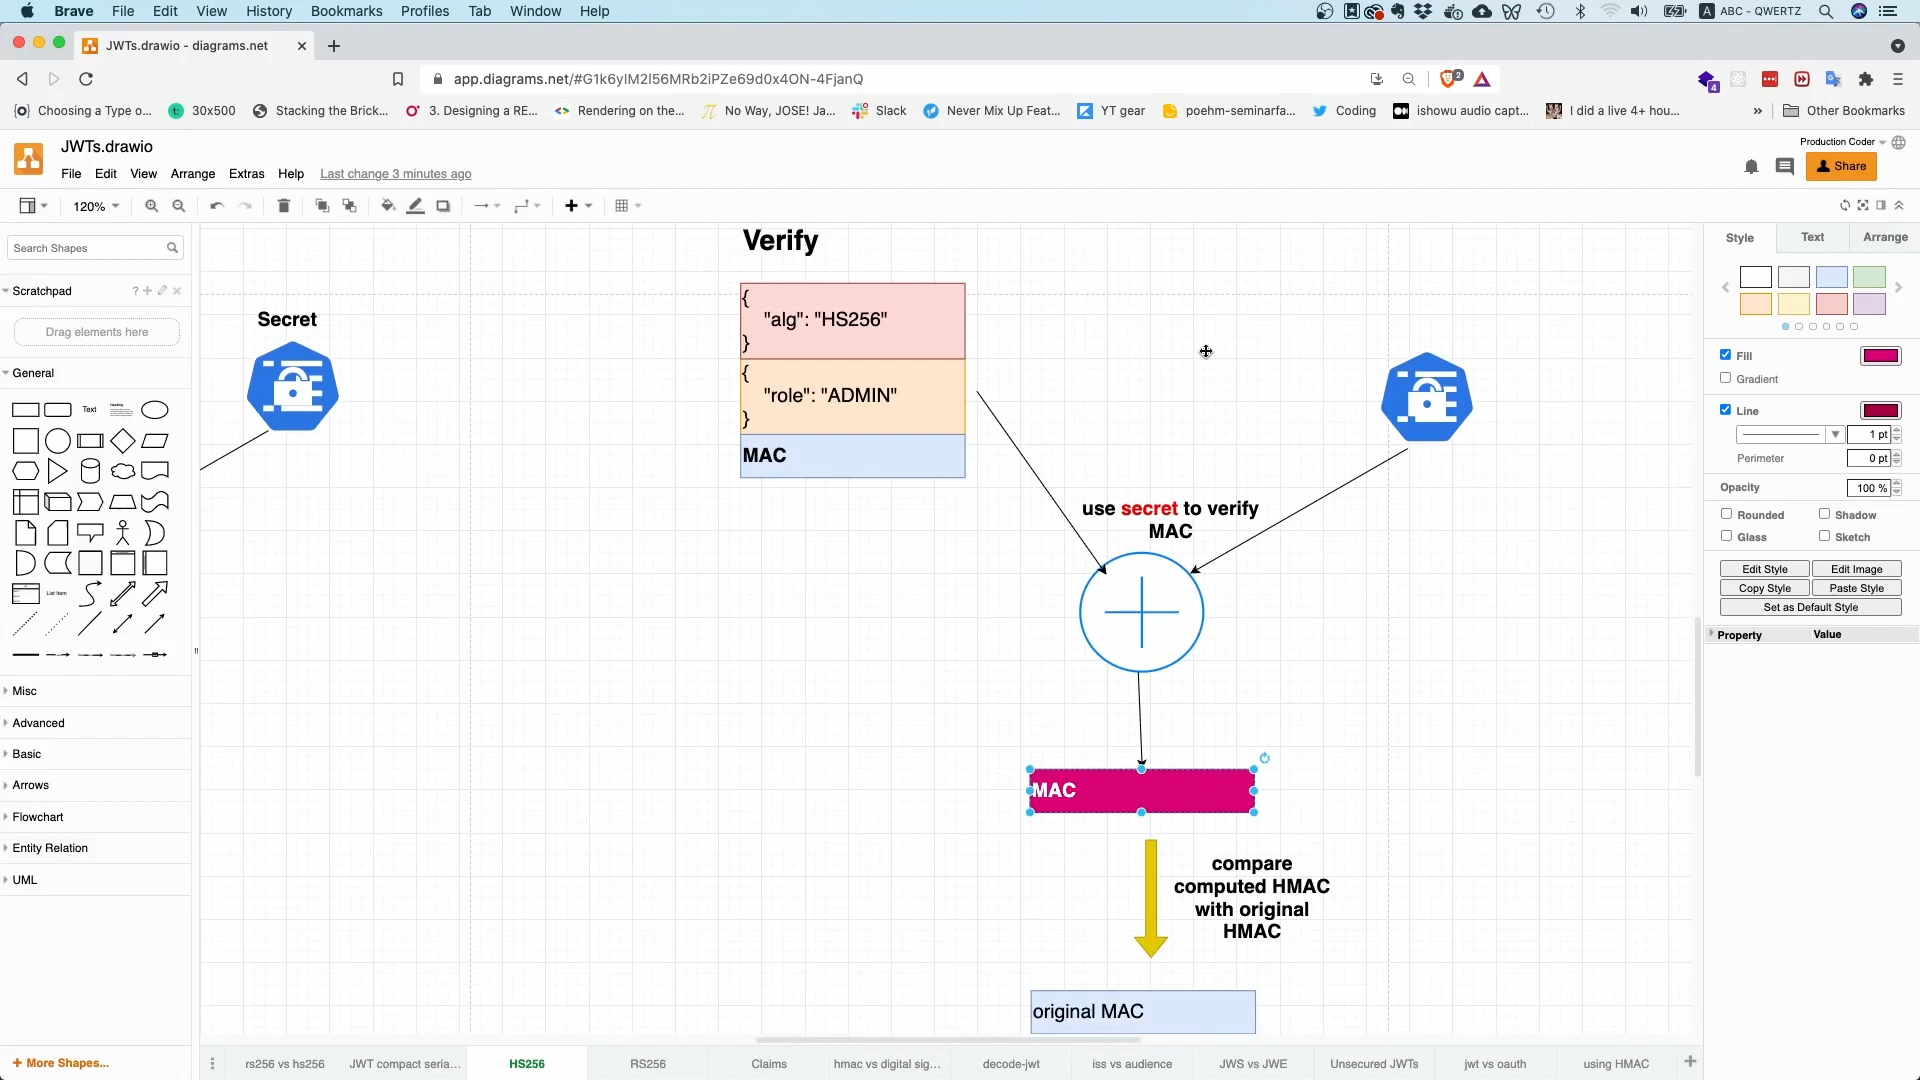 Brave File Edit View History Bookmarks Profiles Tab Window Help
A ABC - QWERTZ
JWTs.drawio - diagrams.net
app.diagrams.net/#G1k6ylM2l56MRb2iPZe69d0x4ON-4FjanQ
2
4
Choosing a Type o... 30x500 Stacking the Brick... 3. Designing a RE... Rendering on the... No Way, JOSE! Ja... Slack Never Mix Up Feat... YT gear poehm-seminarfa... Coding ishowu audio capt... I did a live 4+ hou... » Other Bookmarks
JWTs.drawio
Production Coder
File Edit View Arrange Extras Help Last change 3 minutes ago
Share
120%
Search Shapes
Scratchpad
Drag elements here
General
Text
Heading
List Item
Misc
Advanced
Basic
Arrows
Flowchart
Entity Relation
UML
+ More Shapes...
Secret
Verify
{
"alg": "HS256"
}
{
"role": "ADMIN"
}
MAC
use secret to verify
MAC
MAC
compare
computed HMAC
with original
HMAC
original MAC
Style Text Arrange
Fill
Gradient
Line
1 pt
Perimeter 0 pt
Opacity 100 %
Rounded Shadow
Glass Sketch
Edit Style Edit Image
Copy Style Paste Style
Set as Default Style
Property Value
rs256 vs hs256 JWT compact seria... HS256 RS256 Claims hmac vs digital sig... decode-jwt iss vs audience JWS vs JWE Unsecured JWTs jwt vs oauth using HMAC